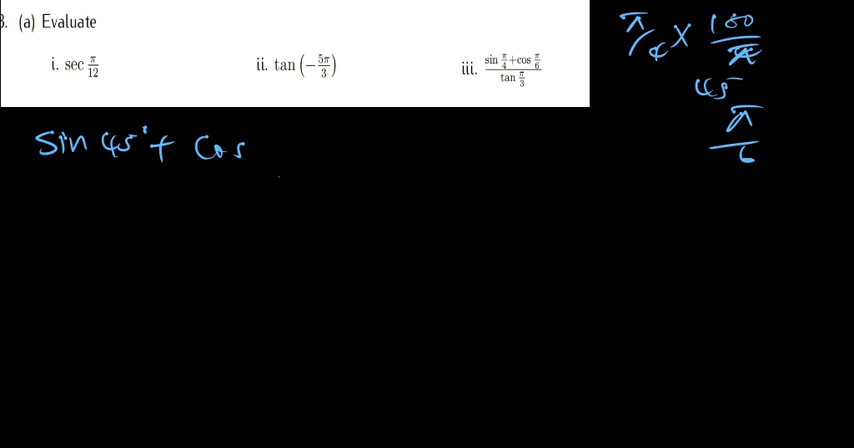 3. (a) Evaluate
i. sec π/12
ii. tan (−5π/3)
iii. (sin π/4 + cos π/6) / tan π/3
π/4 × 180/π
45
π/6
Sin 45° + Cos